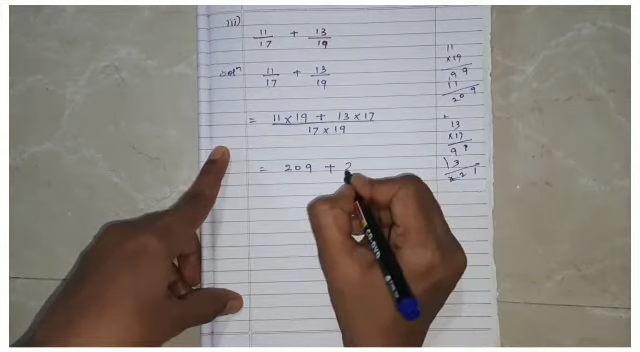 iii)
11/17 + 13/19
Solⁿ 11/17 + 13/19
= 11 × 19 + 13 × 17 / 17 × 19
= 209 + 2
11
×19
99
11
209
13
×17
91
13
221